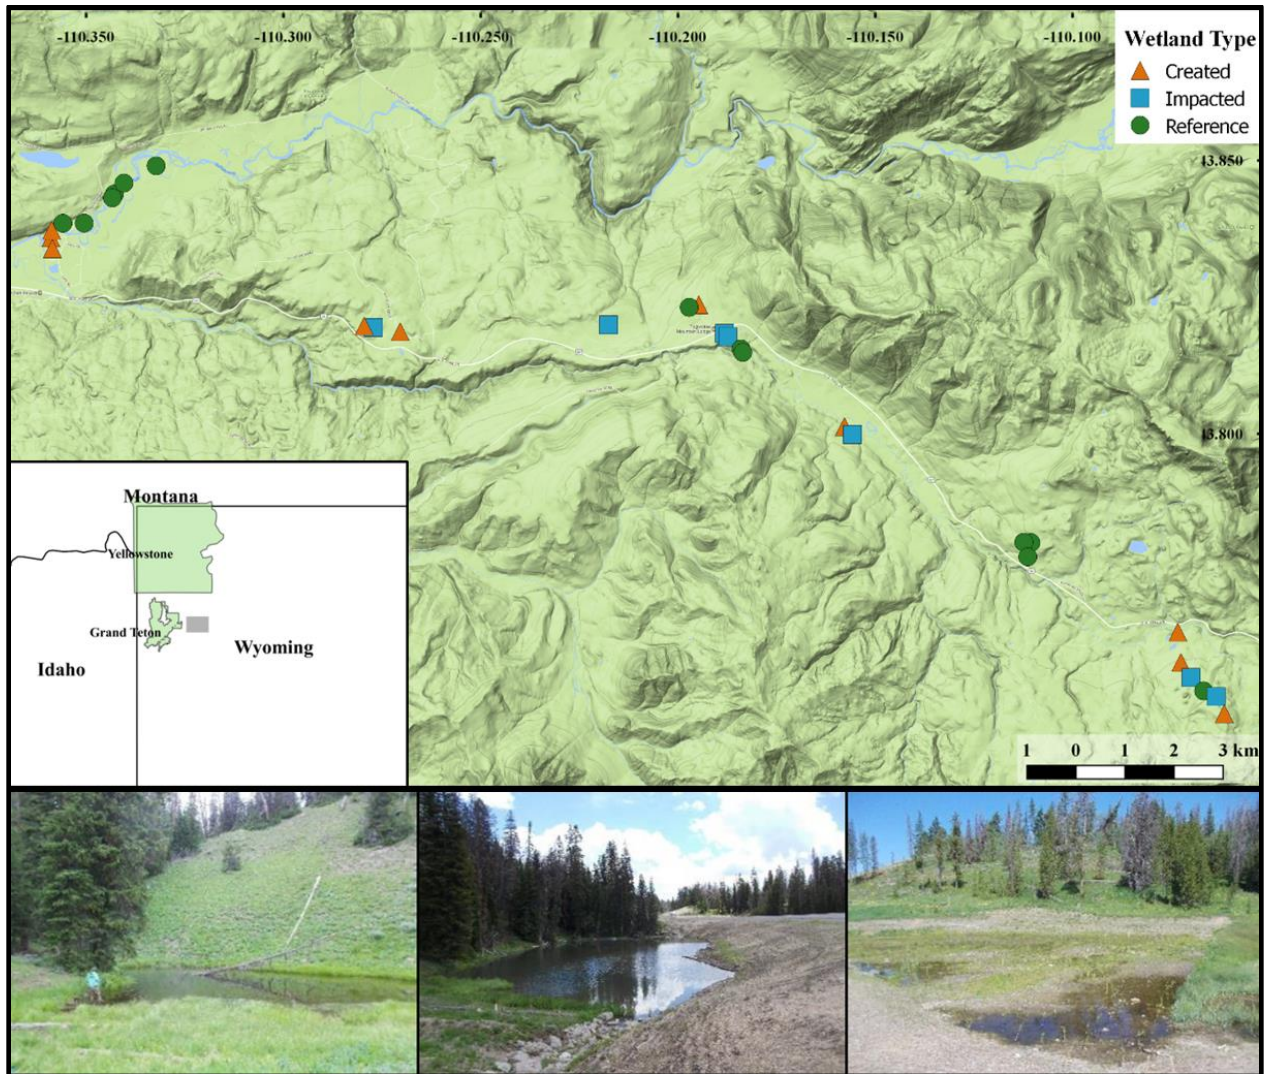 -110.350 -110.300 -110.250 -110.200 -110.150 -110.100
Wetland Type
Created
Impacted
Reference
43.850
43.800
Montana
Yellowstone
Grand Teton
Wyoming
Idaho
1 0 1 2 3 km